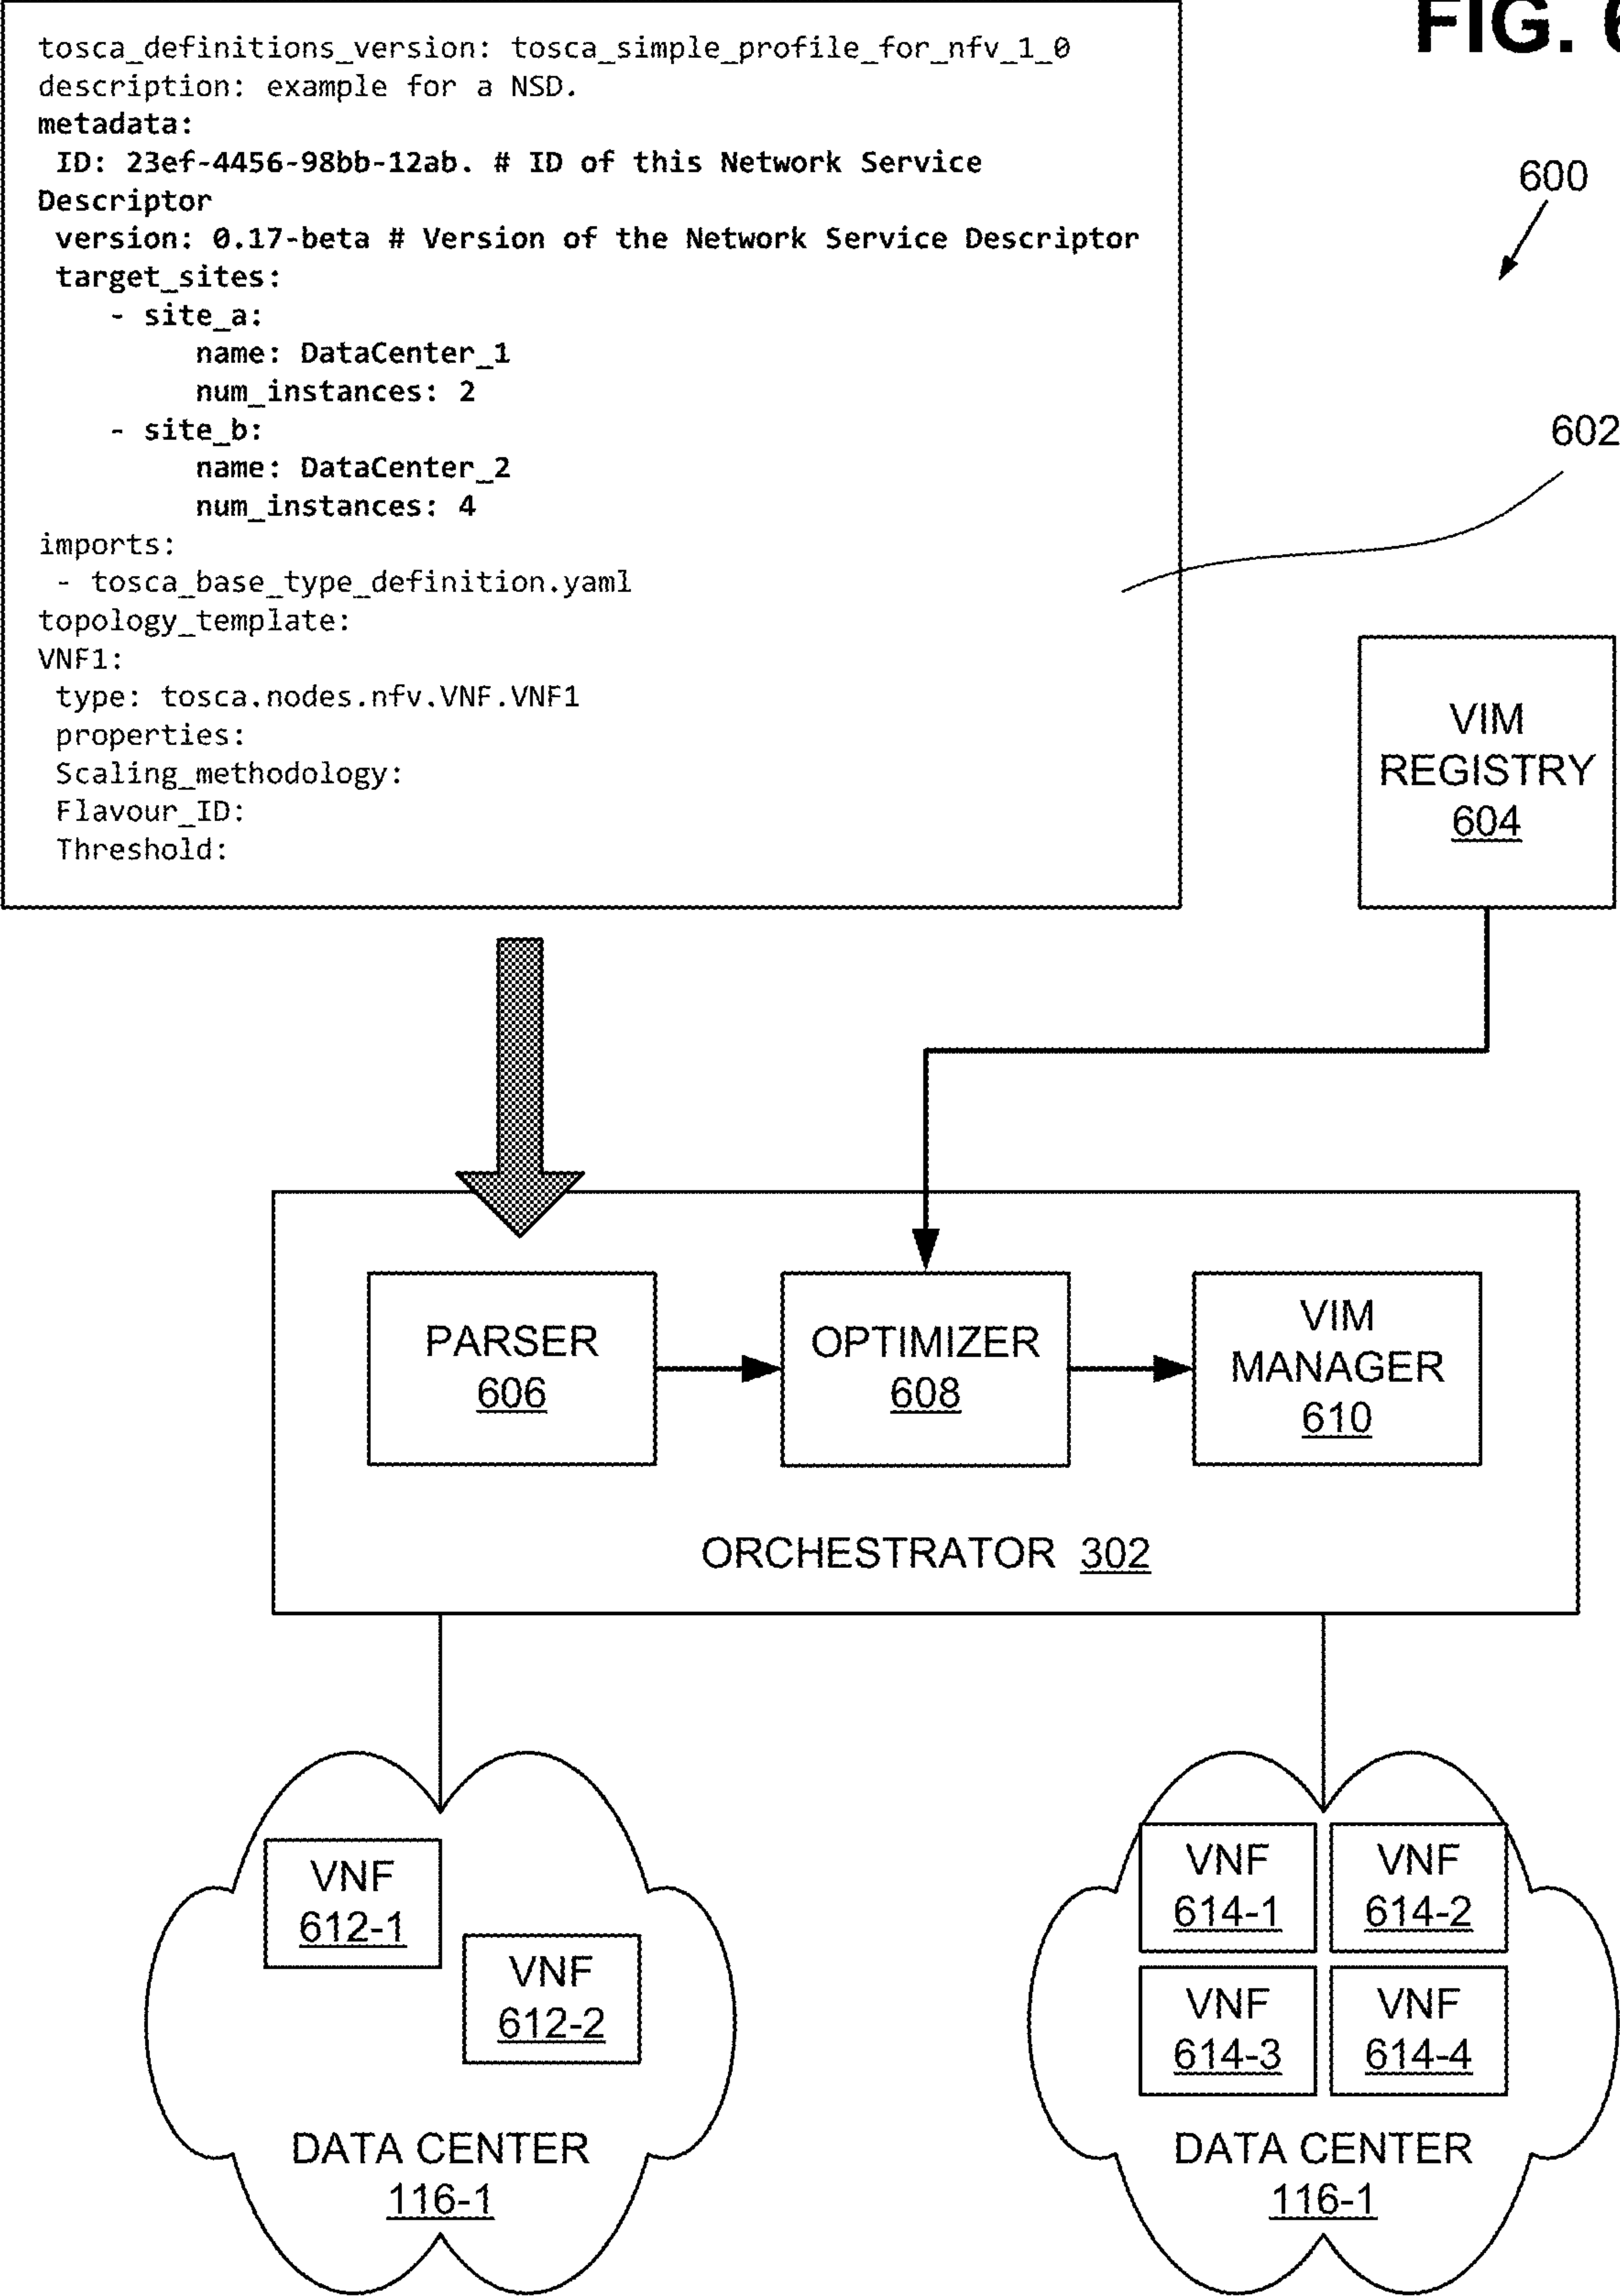 FIG. 6
tosca_definitions_version: tosca_simple_profile_for_nfv_1_0
description: example for a NSD.
metadata:
ID: 23ef-4456-98bb-12ab. # ID of this Network Service
Descriptor
version: 0.17-beta # Version of the Network Service Descriptor
target_sites:
- site_a:
name: DataCenter_1
num_instances: 2
- site_b:
name: DataCenter_2
num_instances: 4
imports:
- tosca_base_type_definition.yaml
topology_template:
VNF1:
type: tosca.nodes.nfv.VNF.VNF1
properties:
Scaling_methodology:
Flavour_ID:
Threshold:
600
602
VIM
REGISTRY
604
PARSER
606
OPTIMIZER
608
VIM
MANAGER
610
ORCHESTRATOR 302
VNF
612-1
VNF
612-2
DATA CENTER
116-1
VNF
614-1
VNF
614-2
VNF
614-3
VNF
614-4
DATA CENTER
116-1